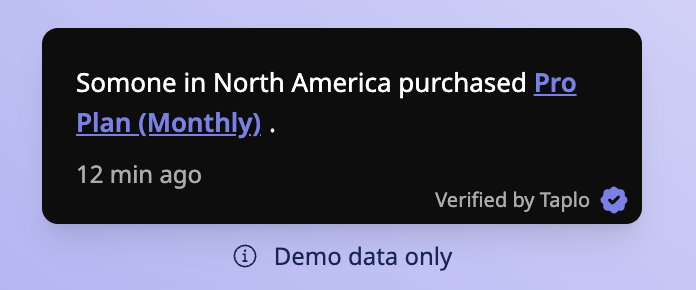 Somone in North America purchased Pro
Plan (Monthly) .
12 min ago
Verified by Taplo
Demo data only